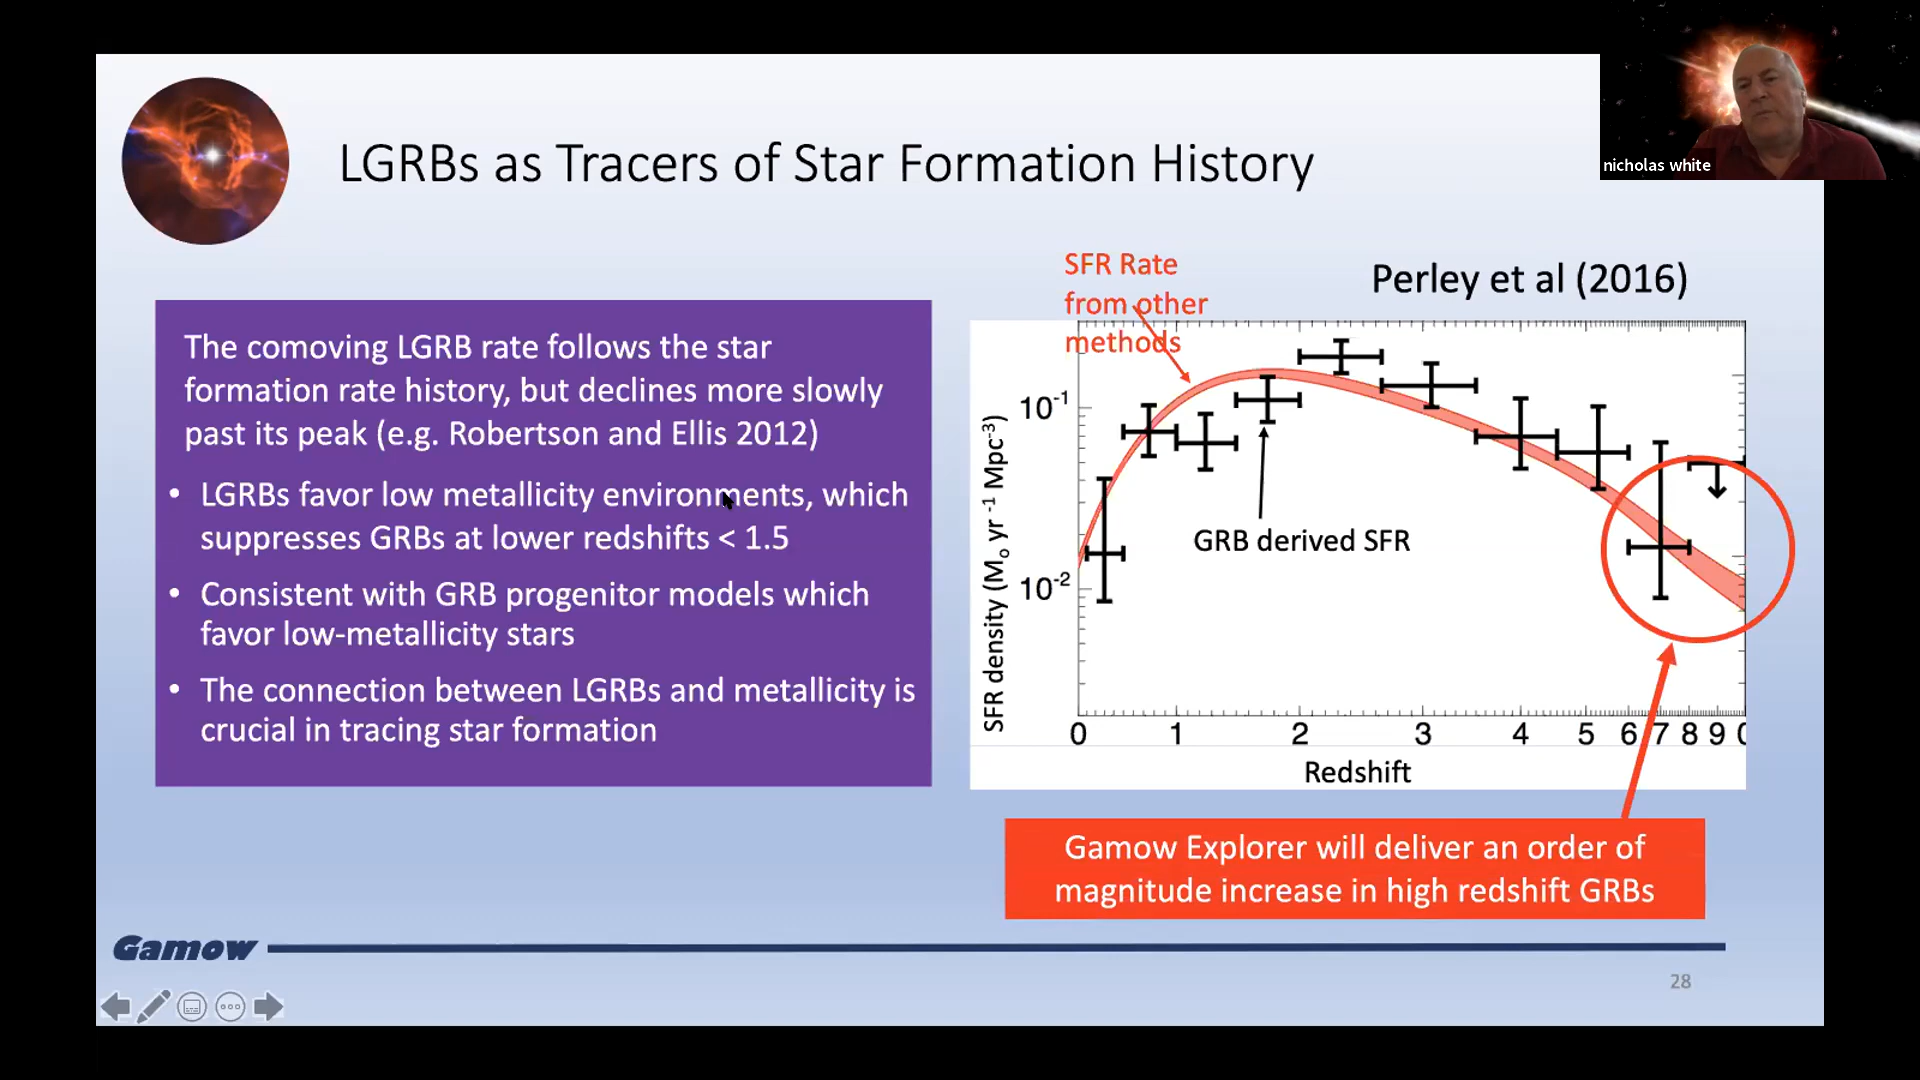 nicholas white
LGRBs as Tracers of Star Formation History
The comoving LGRB rate follows the star
formation rate history, but declines more slowly
past its peak (e.g. Robertson and Ellis 2012)
• LGRBs favor low metallicity environments, which
suppresses GRBs at lower redshifts < 1.5
• Consistent with GRB progenitor models which
favor low-metallicity stars
• The connection between LGRBs and metallicity is
crucial in tracing star formation
SFR Rate
from other
methods
Perley et al (2016)
SFR density (M₀ yr⁻¹ Mpc⁻³)
10⁻¹
10⁻²
GRB derived SFR
0 1 2 3 4 5 6 7 8 9
Redshift
Gamow Explorer will deliver an order of
magnitude increase in high redshift GRBs
Gamow
28